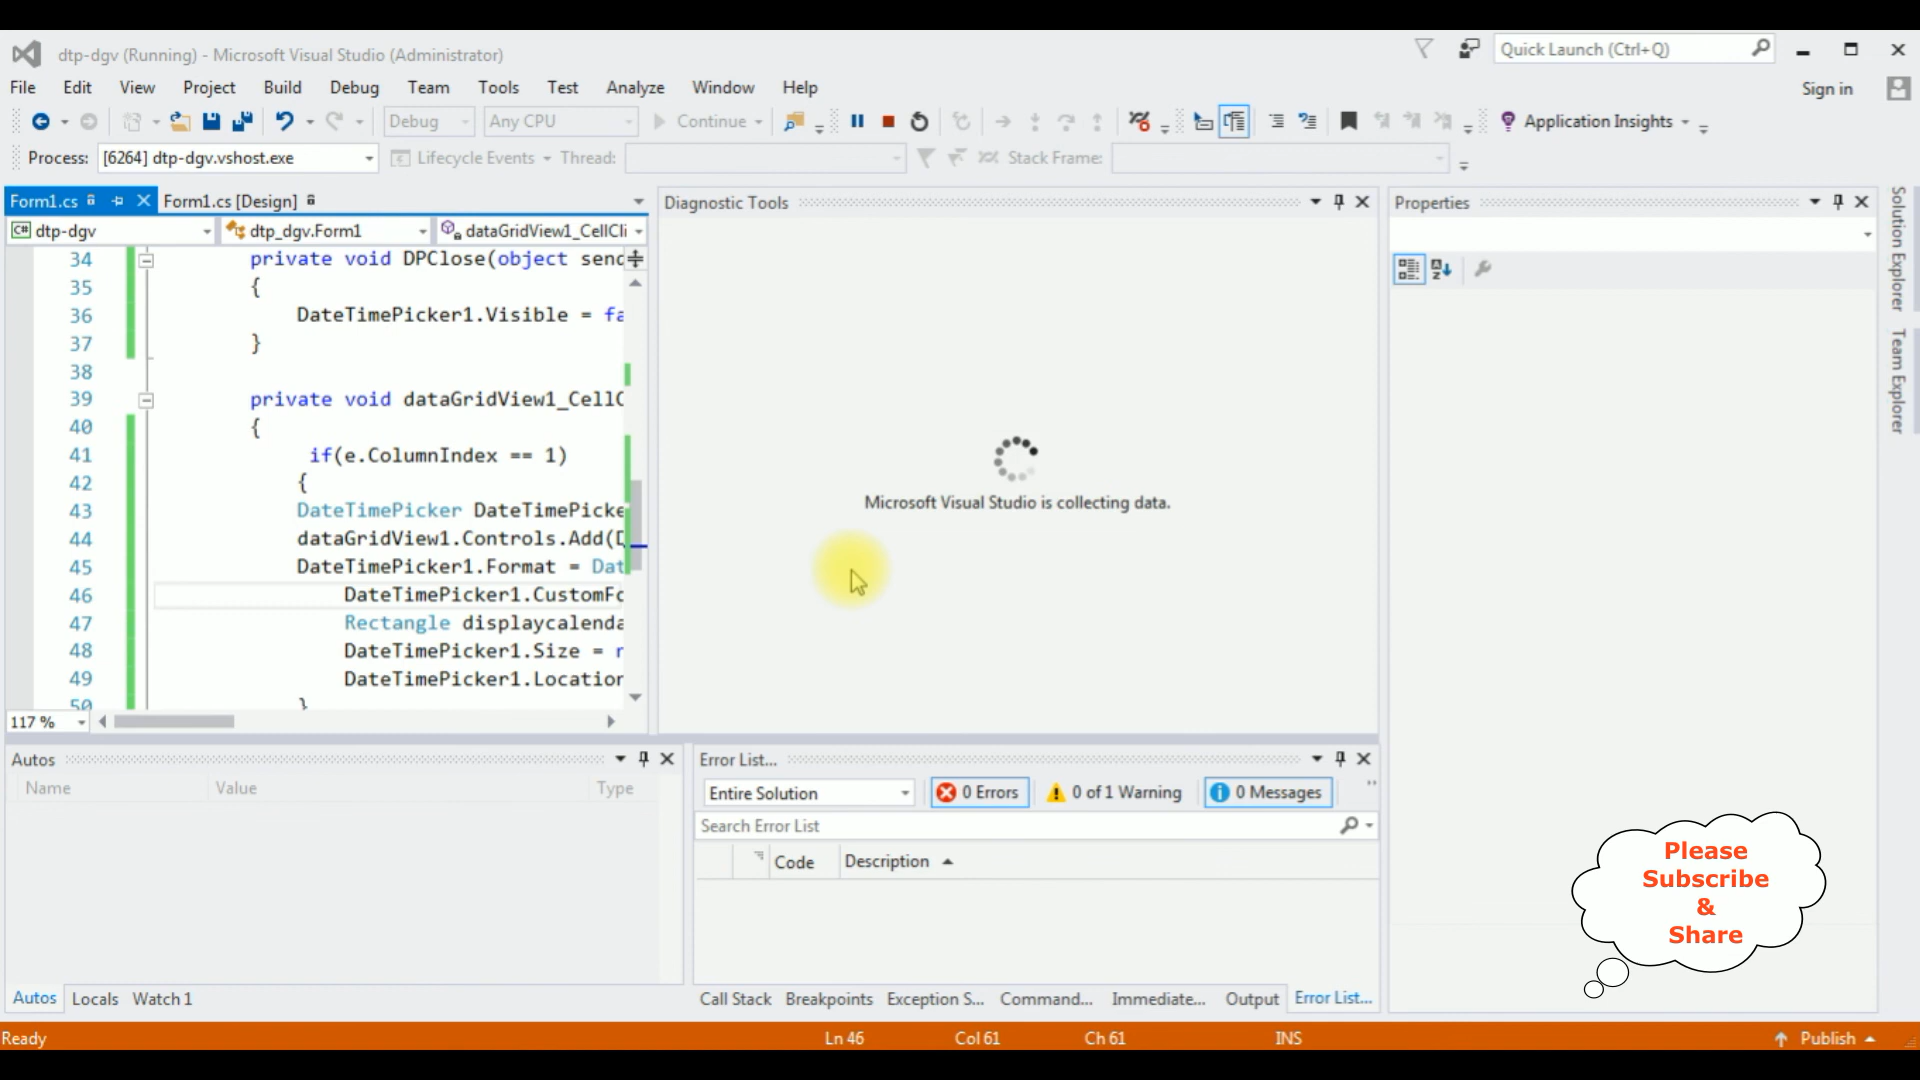 dtp-dgv (Running) - Microsoft Visual Studio (Administrator)
Quick Launch (Ctrl+Q)
File Edit View Project Build Debug Team Tools Test Analyze Window Help
Sign in
Debug Any CPU Continue Application Insights
Process: [6264] dtp-dgv.vshost.exe Lifecycle Events Thread: Stack Frame:
Form1.cs Form1.cs [Design]
Diagnostic Tools
Properties
Solution Explorer
Team Explorer
C# dtp-dgv dtp_dgv.Form1 dataGridView1_CellCli
34 private void DPClose(object send
35 {
36 DateTimePicker1.Visible = fa
37 }
38
39 private void dataGridView1_CellC
40 {
41 if(e.ColumnIndex == 1)
42 {
43 DateTimePicker DateTimePicke
44 dataGridView1.Controls.Add(D
45 DateTimePicker1.Format = Dat
46 DateTimePicker1.CustomFo
47 Rectangle displaycalenda
48 DateTimePicker1.Size = n
49 DateTimePicker1.Location
50 }
117 %
Microsoft Visual Studio is collecting data.
Autos
Name Value Type
Autos Locals Watch 1
Error List...
Entire Solution 0 Errors 0 of 1 Warning 0 Messages
Search Error List
Code Description
Call Stack Breakpoints Exception S... Command... Immediate... Output Error List...
Please
Subscribe
&
Share
Ready Ln 46 Col 61 Ch 61 INS Publish